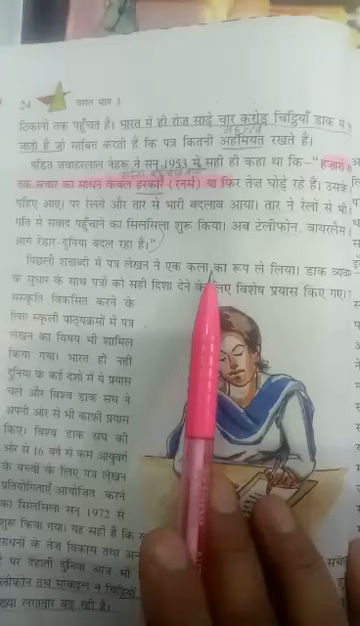 24 वसंत भाग 3
ठिकानों तक पहुँचते हैं। भारत में ही रोज साढ़े चार करोड़ चिट्ठियाँ डाक में
जाती हैं जो साबित करती हैं कि पत्र कितनी अहमियत रखते हैं।
पंडित जवाहरलाल नेहरू ने सन् 1953 में सही ही कहा था कि–"हज़ारों
तक संचार का साधन केवल हरकारे (रनर्स) या फिर तेज घोड़े रहे हैं। उसके
पहिए आए। पर रेलवे और तार से भारी बदलाव आया। तार ने रेलों से भी
गति से संवाद पहुँचाने का सिलसिला शुरू किया। अब टेलीफोन, वायरलेस
आगे रेडार-दुनिया बदल रहा है।"
पिछली शताब्दी में पत्र लेखन ने एक कला का रूप ले लिया। डाक
के सुधार के साथ पत्रों को सही दिशा देने के विशेष प्रयास किए गए।
संस्कृति विकसित करने के
लिए स्कूली पाठ्यक्रमों में पत्र
लेखन का विषय भी शामिल
किया गया। भारत ही नहीं
दुनिया के कई देशों में ये प्रयास
चले और विश्व डाक संघ ने
अपनी ओर से भी काफ़ी प्रयास
किए। विश्व डाक संघ की
ओर से 16 वर्ष से कम आयुवर्ग
के बच्चों के लिए पत्र लेखन
प्रतियोगिताएँ आयोजित करने
का सिलसिला सन् 1972 से
शुरू किया गया। यह सही है कि
साधनों के तेज विकास तथा
पर देहाती दुनिया आज भी
तथा मोबाइल ने चिट्ठियों
लगातार बढ़ रही है।